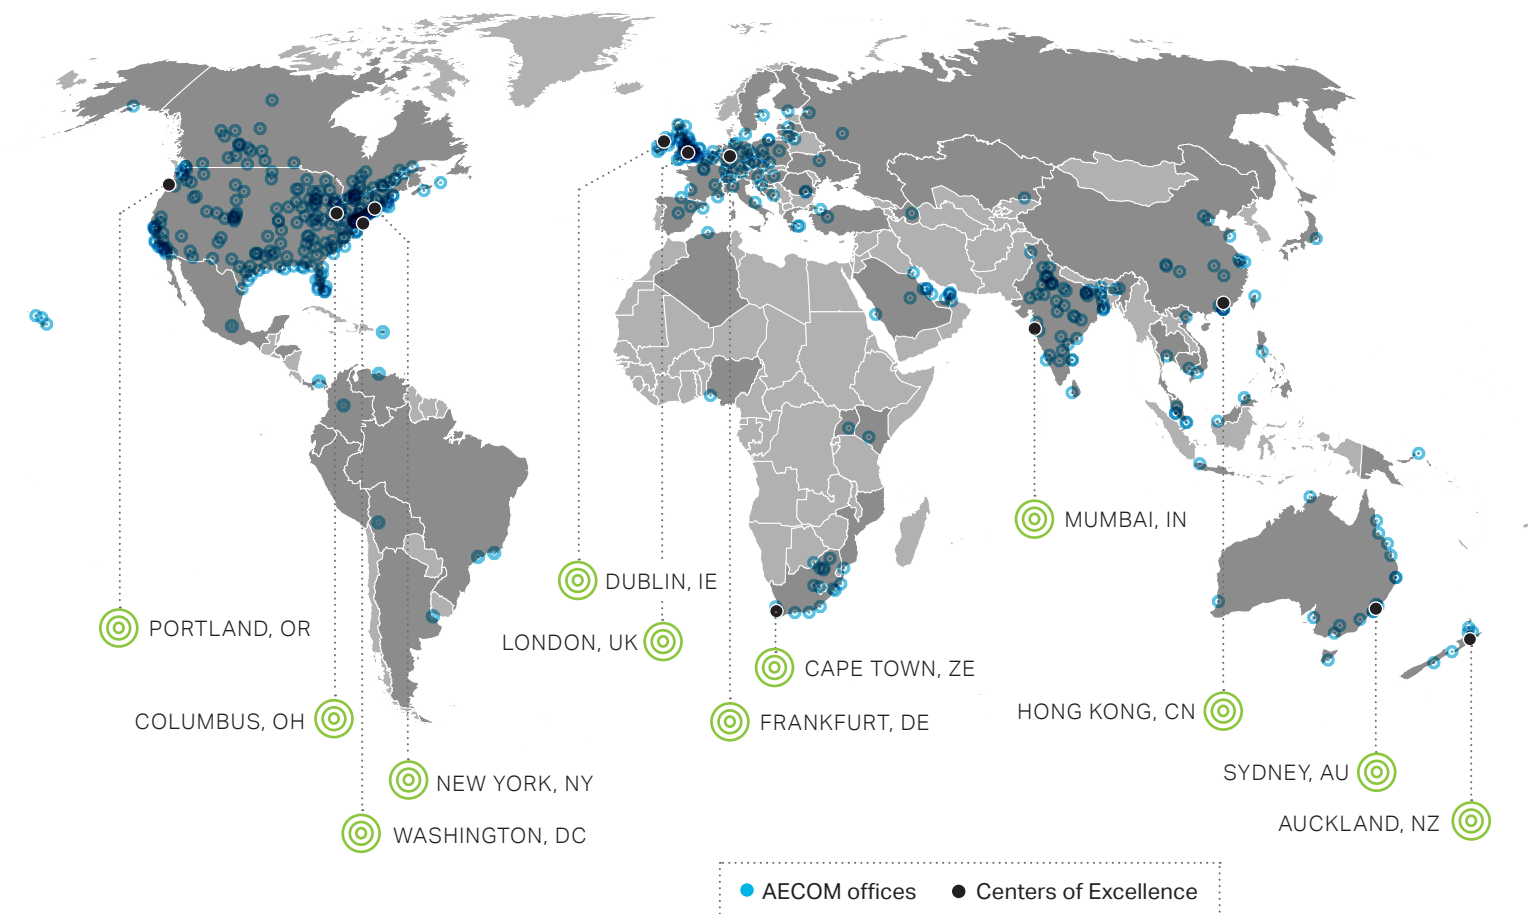 MUMBAI, IN
DUBLIN, IE
PORTLAND, OR
LONDON, UK
CAPE TOWN, ZE
COLUMBUS, OH
FRANKFURT, DE
HONG KONG, CN
NEW YORK, NY
SYDNEY, AU
WASHINGTON, DC
AUCKLAND, NZ
AECOM offices
Centers of Excellence